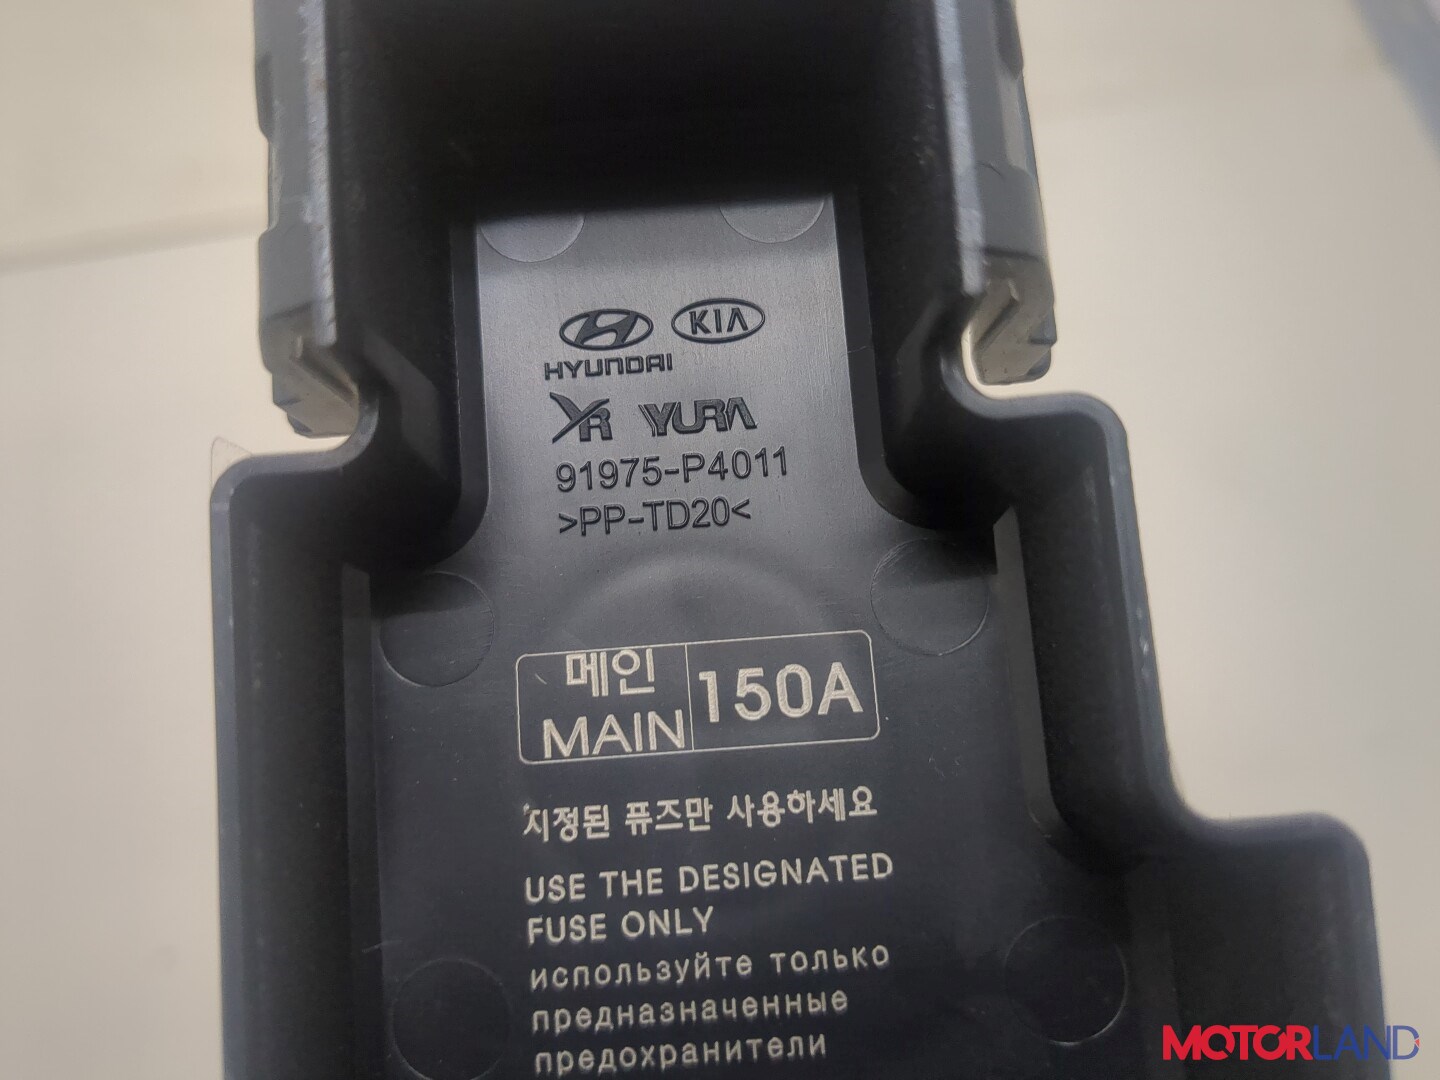 KIA
HYUNDAI
YR YURA
91975-P4011
>PP-TD20<
메인
MAIN
150A
지정된 퓨즈만 사용하세요
USE THE DESIGNATED
FUSE ONLY
используйте только
предназначенные
предохранители
MOTORLAND